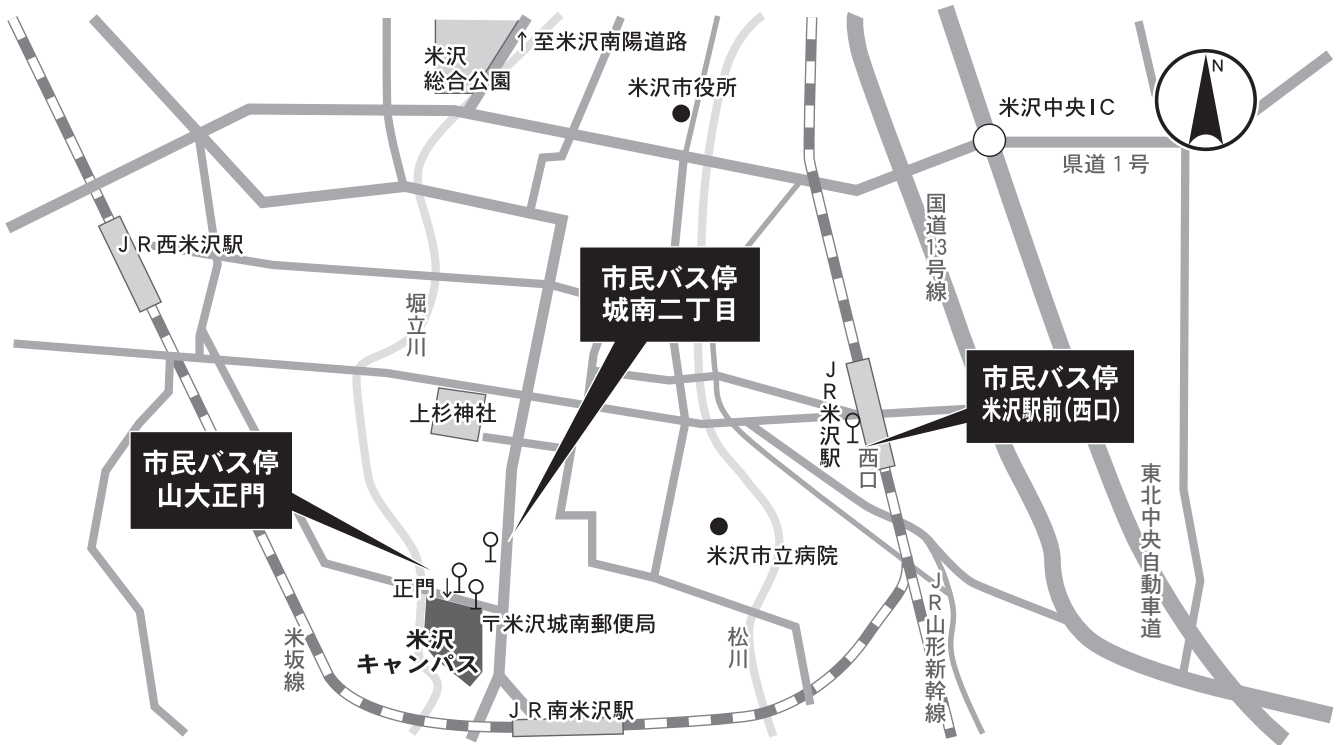 ↑至米沢南陽道路
米沢
総合公園
米沢市役所
米沢中央IC
N
県道1号
国道13号線
JR西米沢駅
市民バス停
城南二丁目
堀立川
市民バス停
米沢駅前(西口)
JR米沢駅
西口
上杉神社
市民バス停
山大正門
東北中央自動車道
米沢市立病院
正門↓
〒米沢城南郵便局
米沢
キャンパス
松川
JR山形新幹線
米坂線
JR南米沢駅